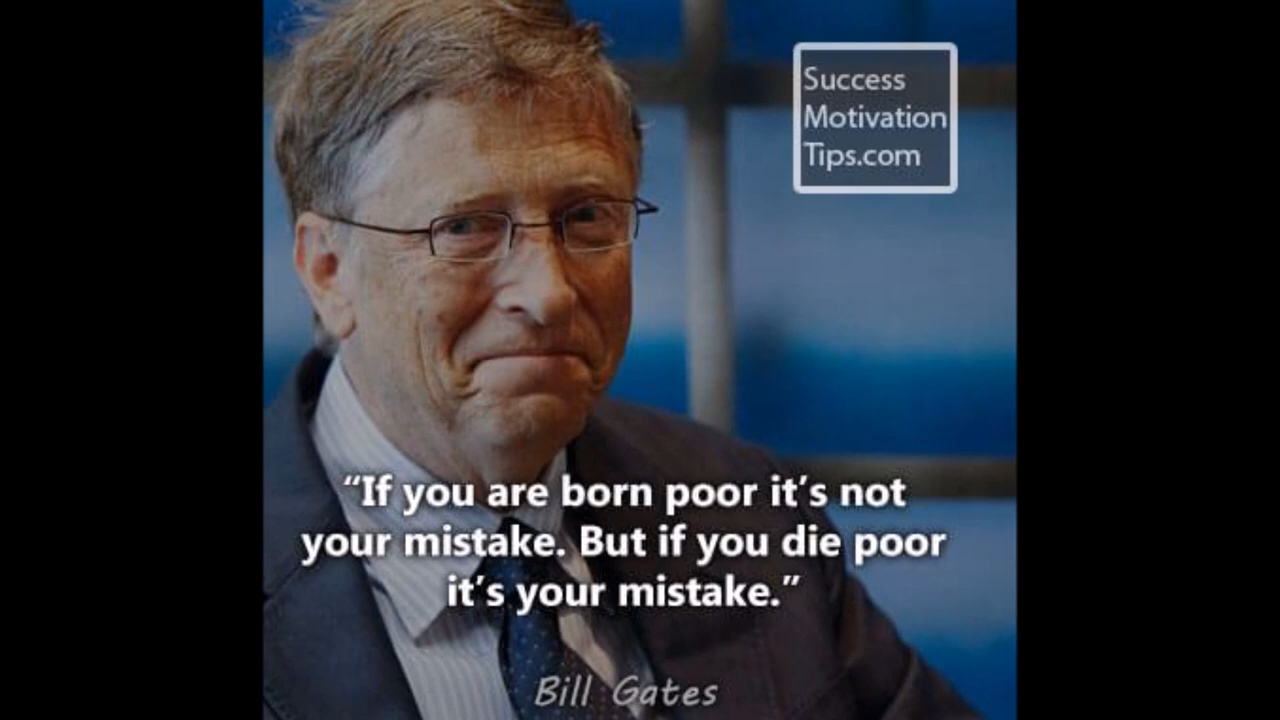 Success
Motivation
Tips.com
“If you are born poor it’s not
your mistake. But if you die poor
it’s your mistake.”
Bill Gates